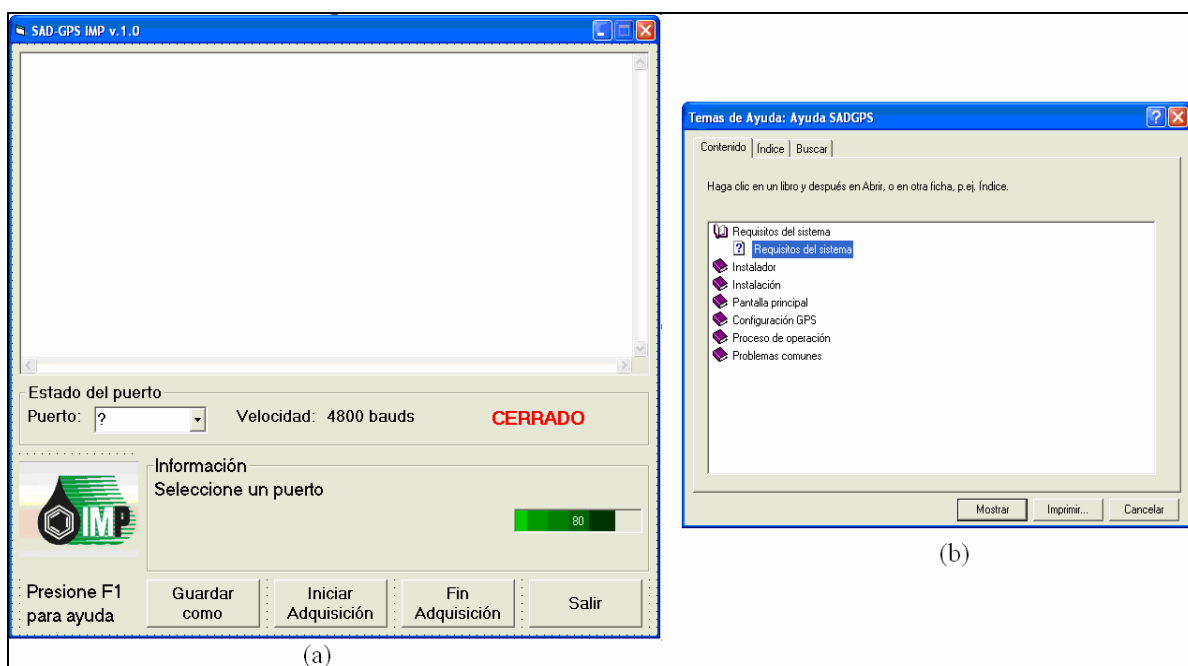 SAD-GPS IMP v.1.0
Estado del puerto
Puerto: ? Velocidad: 4800 bauds CERRADO
Información
Seleccione un puerto
80
IMP
Presione F1
para ayuda
Guardar
como
Iniciar
Adquisición
Fin
Adquisición
Salir
(a)
Temas de Ayuda: Ayuda SADGPS
Contenido Índice Buscar
Haga clic en un libro y después en Abrir, o en otra ficha, p.ej. Índice.
Requisitos del sistema
Requisitos del sistema
Instalador
Instalación
Pantalla principal
Configuración GPS
Proceso de operación
Problemas comunes
Mostrar Imprimir... Cancelar
(b)